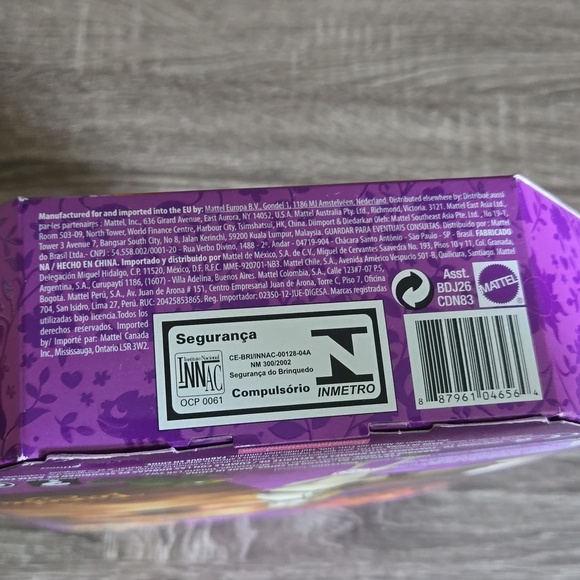 Manufactured for and imported into the EU by: Mattel Europa B.V., Gondel 1, 1186 MJ Amstelveen, Nederland. Distributed elsewhere by: Distribué aussi
par les partenaires : Mattel, Inc., 636 Girard Avenue, East Aurora, NY 14052, U.S.A. Mattel Australia Pty. Ltd., Richmond, Victoria. 3121. Mattel East Asia Ltd.,
Room 503-09, North Tower, World Finance Centre, Harbour City, Tsimshatsui, HK, China. Diimport & Diedarkan Oleh: Mattel Southeast Asia Pte. Ltd., No 19-1,
Tower 3 Avenue 7, Bangsar South City, No 8, Jalan Kerinchi, 59200 Kuala Lumpur, Malaysia. GUARDAR PARA EVENTUAIS CONSULTAS. Distribuído por: Mattel
do Brasil Ltda.- CNPJ : 54.558.002/0001-20 - Rua Verbo Divino, 1488 - 2º. Andar - 04719-904 - Chácara Santo Antônio - São Paulo - SP - Brasil. FABRICADO
NA / HECHO EN CHINA. Importado y distribuido por Mattel de México, S.A. de C.V., Miguel de Cervantes Saavedra No. 193, Pisos 10 y 11, Col. Granada,
Delegación Miguel Hidalgo, C.P. 11520, México, D.F. R.F.C. MME-920701-NB3. Mattel Chile, S.A., Avenida Américo Vespucio 501-B, Quilicura, Santiago. Mattel
Argentina, S.A., Curupaytí 1186, (1607) - Villa Adelina, Buenos Aires. Mattel Colombia, S.A., Calle 123#7-07 P.5,
Bogotá. Mattel Perú, S.A., Av. Juan de Arona # 151, Centro Empresarial Juan de Arona, Torre C, Piso 7, Oficina
704, San Isidro, Lima 27, Perú. RUC: 20425853865. Reg. Importador: 02350-12-JUE-DIGESA. Marcas registradas
utilizadas bajo licencia. Todos los
derechos reservados. Imported
by/ Importé par : Mattel Canada
Inc., Mississauga, Ontario L5R 3W2.
Asst.
BDJ26
CDN83
MATTEL
Segurança
Instituto Nacional
INNAC
OCP 0061
CE-BRI/INNAC-00128-04A
NM 300/2002
Segurança do Brinquedo
Compulsório
INMETRO
8 87961 04656 4